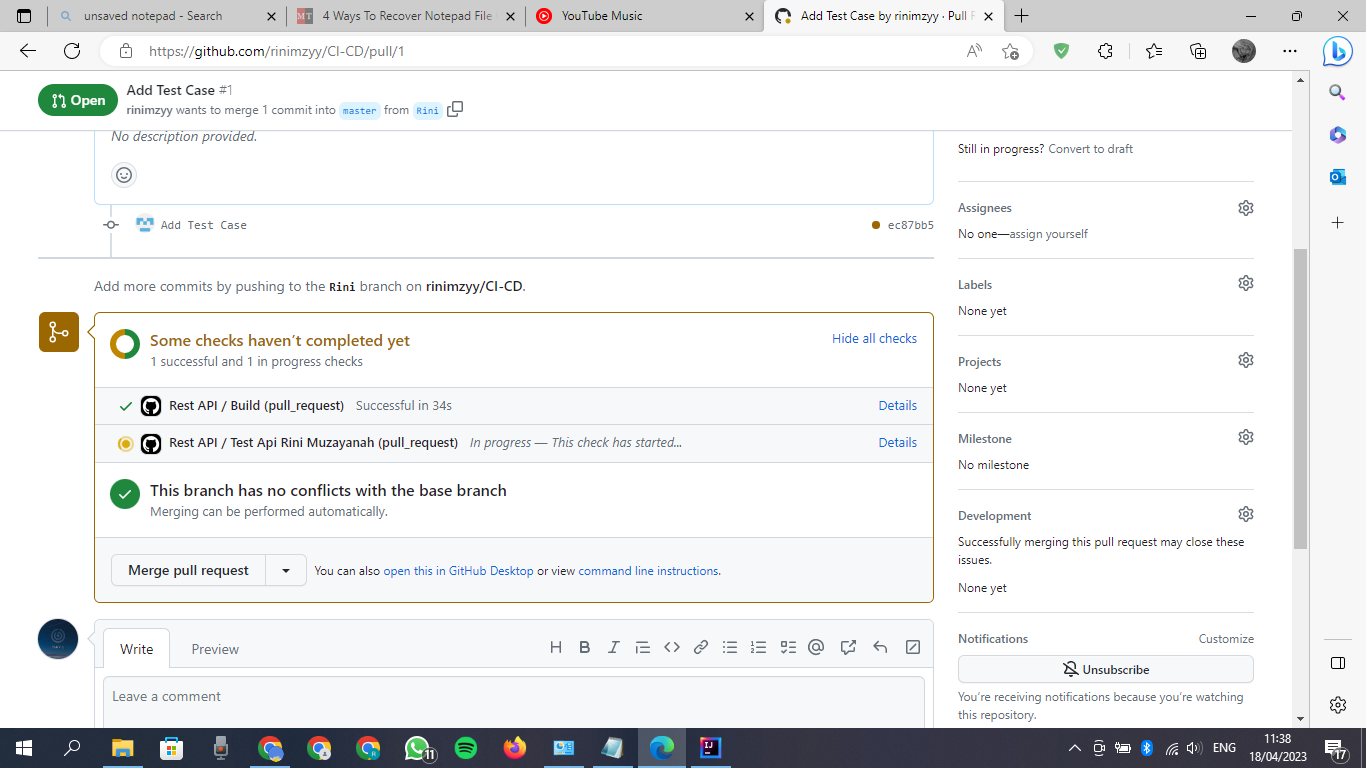 unsaved notepad - Search
4 Ways To Recover Notepad File
YouTube Music
Add Test Case by rinimzyy · Pull R
https://github.com/rinimzyy/CI-CD/pull/1
Open
Add Test Case #1
rinimzyy wants to merge 1 commit into master from Rini
No description provided.
Still in progress? Convert to draft
Add Test Case
ec87bb5
Assignees
No one—assign yourself
Add more commits by pushing to the Rini branch on rinimzyy/CI-CD.
Labels
None yet
Some checks haven't completed yet
1 successful and 1 in progress checks
Hide all checks
Projects
None yet
Rest API / Build (pull_request) Successful in 34s
Details
Rest API / Test Api Rini Muzayanah (pull_request) In progress — This check has started...
Details
Milestone
No milestone
This branch has no conflicts with the base branch
Merging can be performed automatically.
Development
Successfully merging this pull request may close these
issues.
None yet
Merge pull request
You can also open this in GitHub Desktop or view command line instructions.
Notifications
Customize
Write
Preview
Unsubscribe
Leave a comment
You're receiving notifications because you're watching
this repository.
11
ENG
11:38
18/04/2023
17